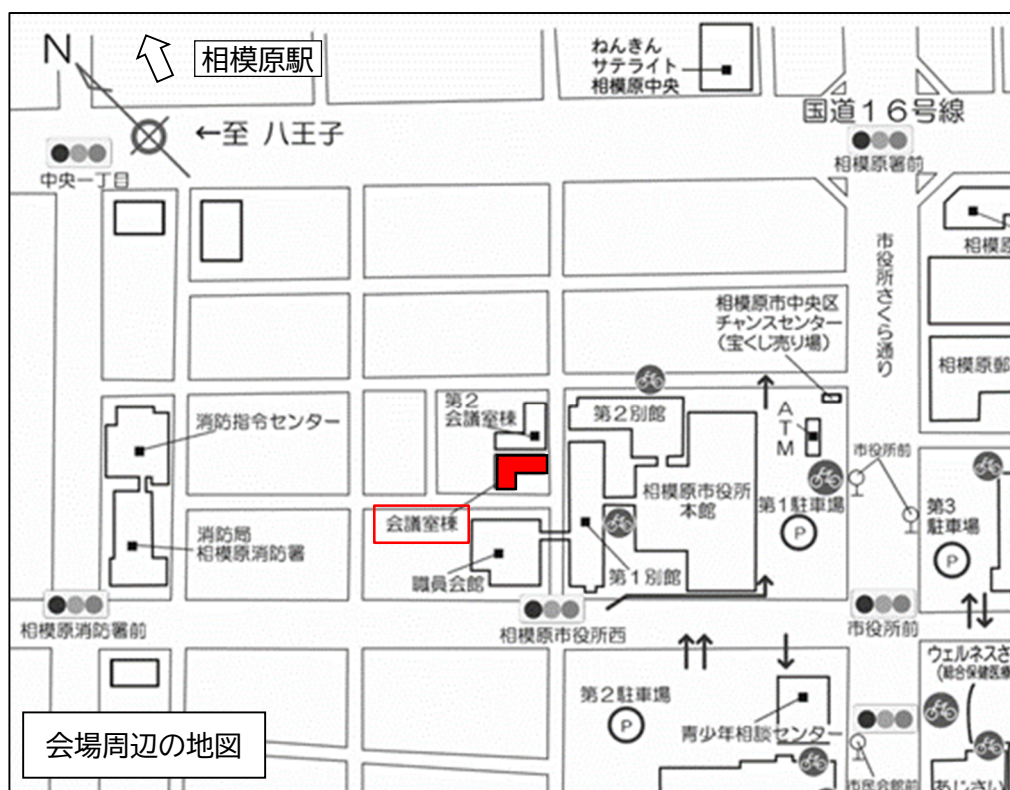 N
相模原駅
ねんきん
サテライト
相模原中央
国道16号線
←至 八王子
中央一丁目
相模原署前
市役所さくら通り
相模原
相模原市中央区
チャンスセンター
(宝くじ売り場)
相模原郵
第2
会議室棟
第2別館
ATM
消防指令センター
市役所前
相模原市役所
本館
第1駐車場
P
第3
駐車場
P
会議室棟
消防局
相模原消防署
職員会館
第1別館
相模原消防署前
相模原市役所西
市役所前
ウェルネスさ
(総合保健医療
第2駐車場
P
青少年相談センター
会場周辺の地図
市民会館前
あじさい